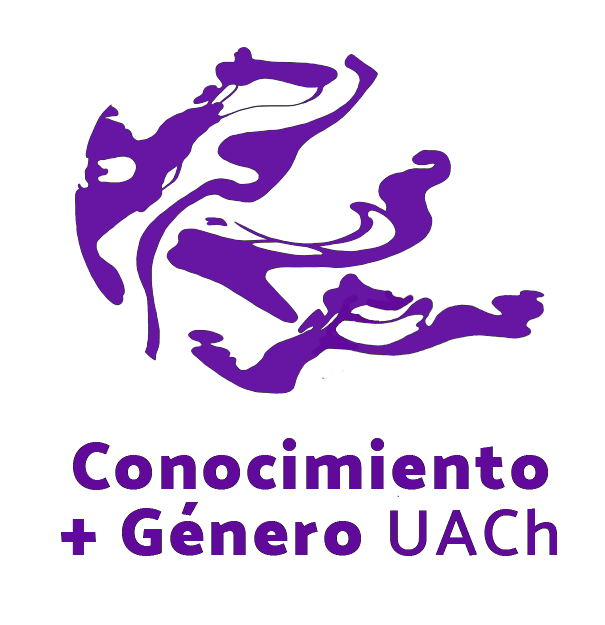 Conocimiento
+ Género UACh